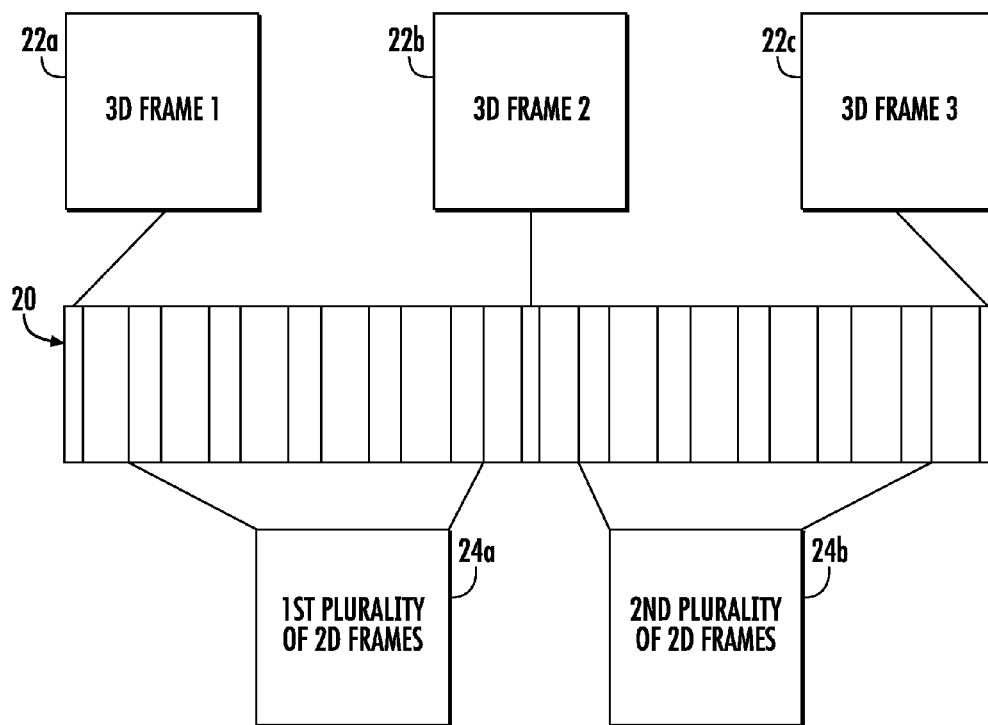 22a
22b
22c
3D FRAME 1
3D FRAME 2
3D FRAME 3
20
24a
24b
1ST PLURALITY
OF 2D FRAMES
2ND PLURALITY
OF 2D FRAMES